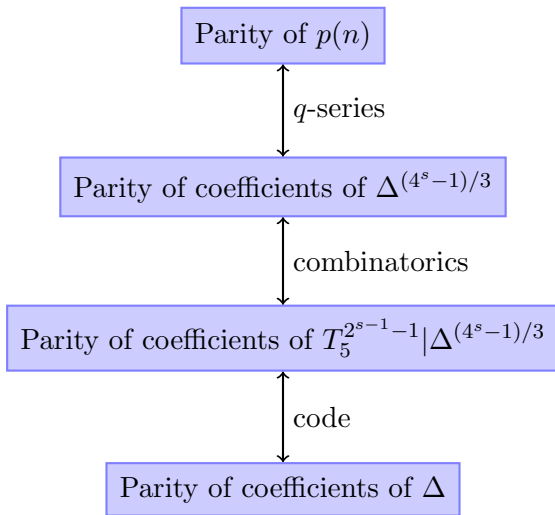 Parity of p(n)
q-series
Parity of coefficients of Δ^{(4^s−1)/3}
combinatorics
Parity of coefficients of T_5^{2^{s−1}−1}|Δ^{(4^s−1)/3}
code
Parity of coefficients of Δ